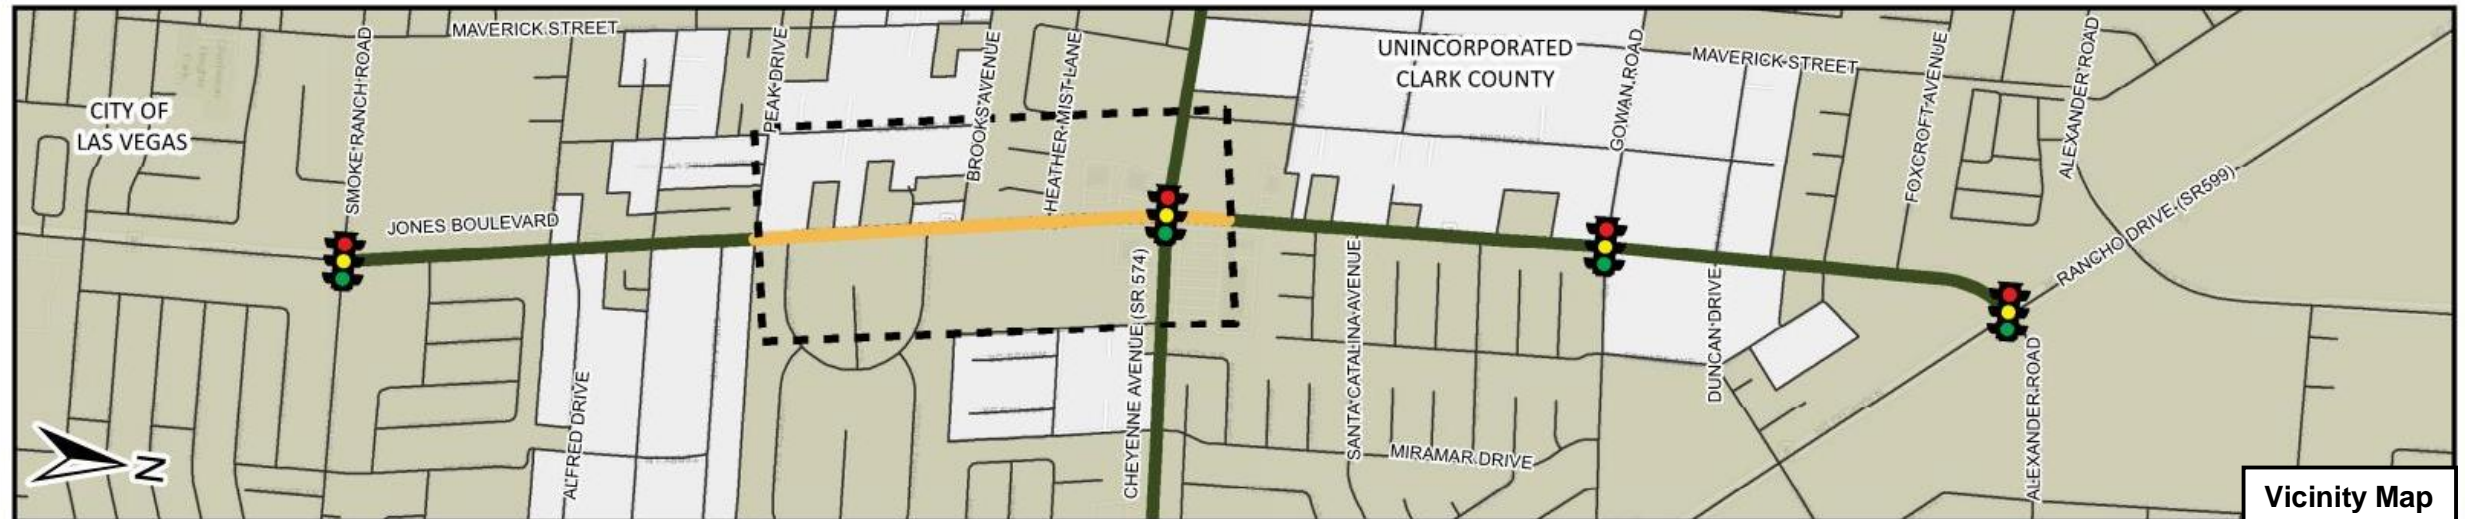 MAVERICK STREET
SMOKE RANCH ROAD
PEAK DRIVE
BROOKS AVENUE
HEATHER MIST LANE
UNINCORPORATED
CLARK COUNTY
GOWAN ROAD
MAVERICK STREET
FOXCROFT AVENUE
ALEXANDER ROAD
CITY OF
LAS VEGAS
JONES BOULEVARD
RANCHO DRIVE (SR599)
CHEYENNE AVENUE (SR 574)
SANTA CATALINA AVENUE
DUNCAN DRIVE
ALFRED DRIVE
MIRAMAR DRIVE
ALEXANDER ROAD
N
Vicinity Map